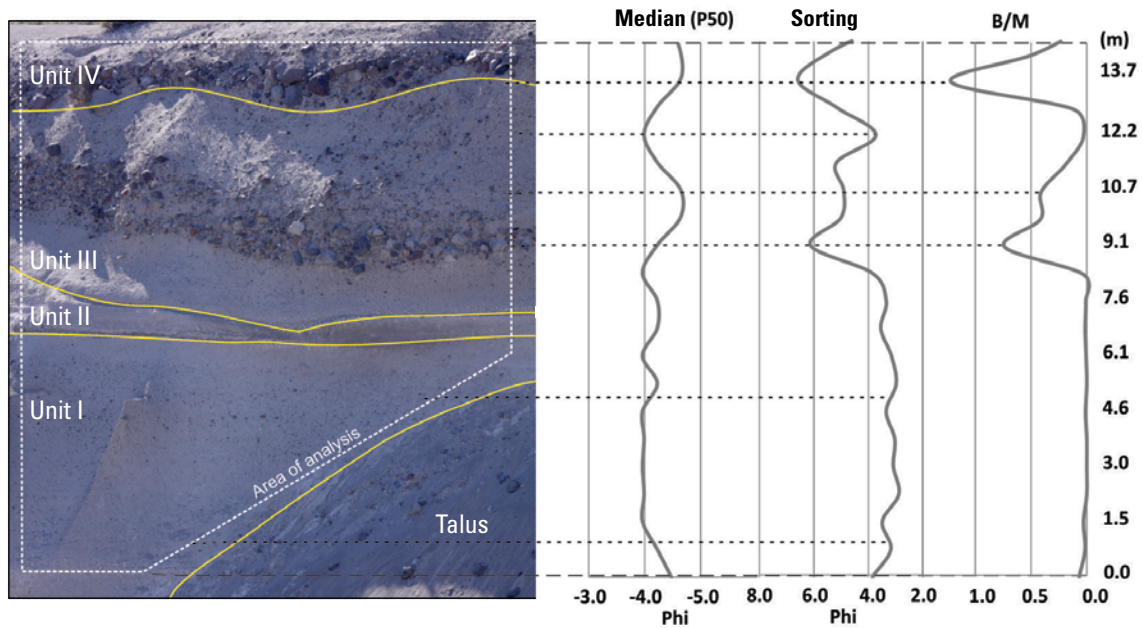 Median (P50) Sorting B/M
(m)
Unit IV
13.7
12.2
10.7
9.1
Unit III
7.6
Unit II
6.1
Unit I
4.6
Area of analysis
3.0
Talus
1.5
0.0
-3.0 -4.0 -5.0 8.0 6.0 4.0 2.0 1.0 0.5 0.0
Phi Phi